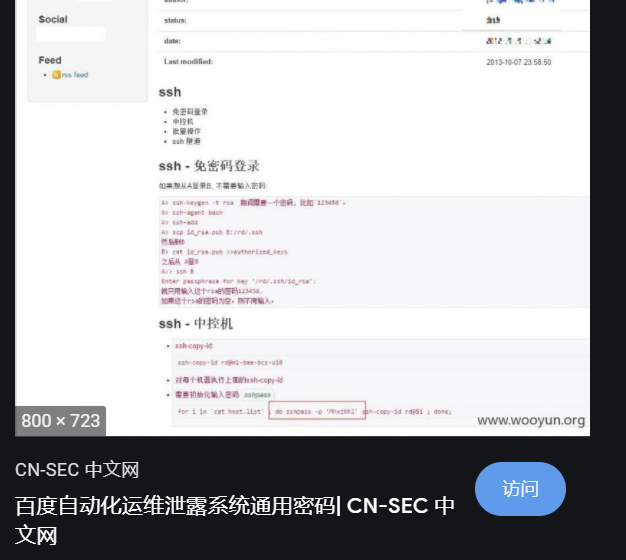 Social
status:
date:
Feed
rss feed
Last modified:
2013-10-07 23:58:50
ssh
免密码登录
中控机
批量操作
ssh 隧道
ssh - 免密码登录
如果想从A登录B, 不需要输入密码:
A> ssh-keygen -t rsa 期间需要一个密码，比如`123456`，
A> ssh-agent bash
A> ssh-add
A> scp id_rsa.pub B:/rd/.ssh
然后到B
B> cat id_rsa.pub >>authorized_keys
之后从 A登B
A:> ssh B
Enter passphrase for key '/rd/.ssh/id_rsa':
就只用输入这个rsa的密码123456.
如果这个rsa的密码为空，则不用输入，
ssh - 中控机
ssh-copy-id
ssh-copy-id
对每个机器执行上面的ssh-copy-id
需要初始化输入密码 sshpass :
for i in `cat host.list` ; do sshpass -p ssh-copy-id rd@$i ; done;
800 × 723
www.wooyun.org
CN-SEC 中文网
百度自动化运维泄露系统通用密码| CN-SEC 中
文网
访问